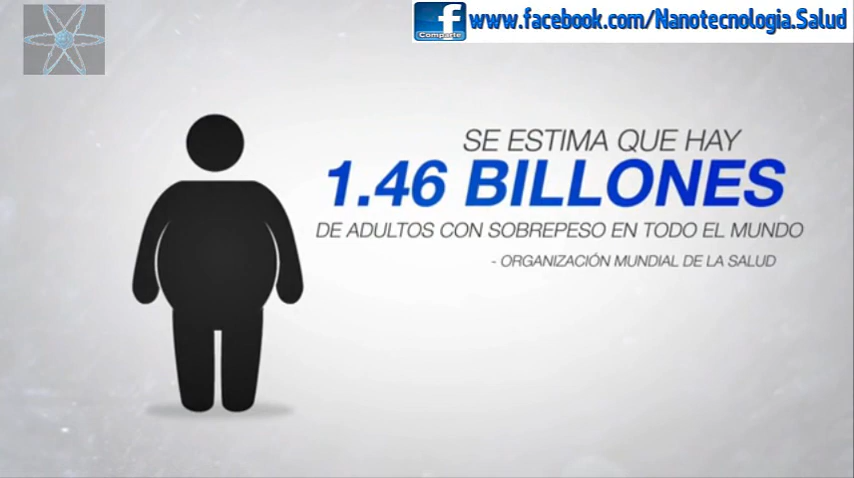 f
Comparte
www.facebook.com/Nanotecnologia.Salud
SE ESTIMA QUE HAY
1.46 BILLONES
DE ADULTOS CON SOBREPESO EN TODO EL MUNDO
- ORGANIZACIÓN MUNDIAL DE LA SALUD